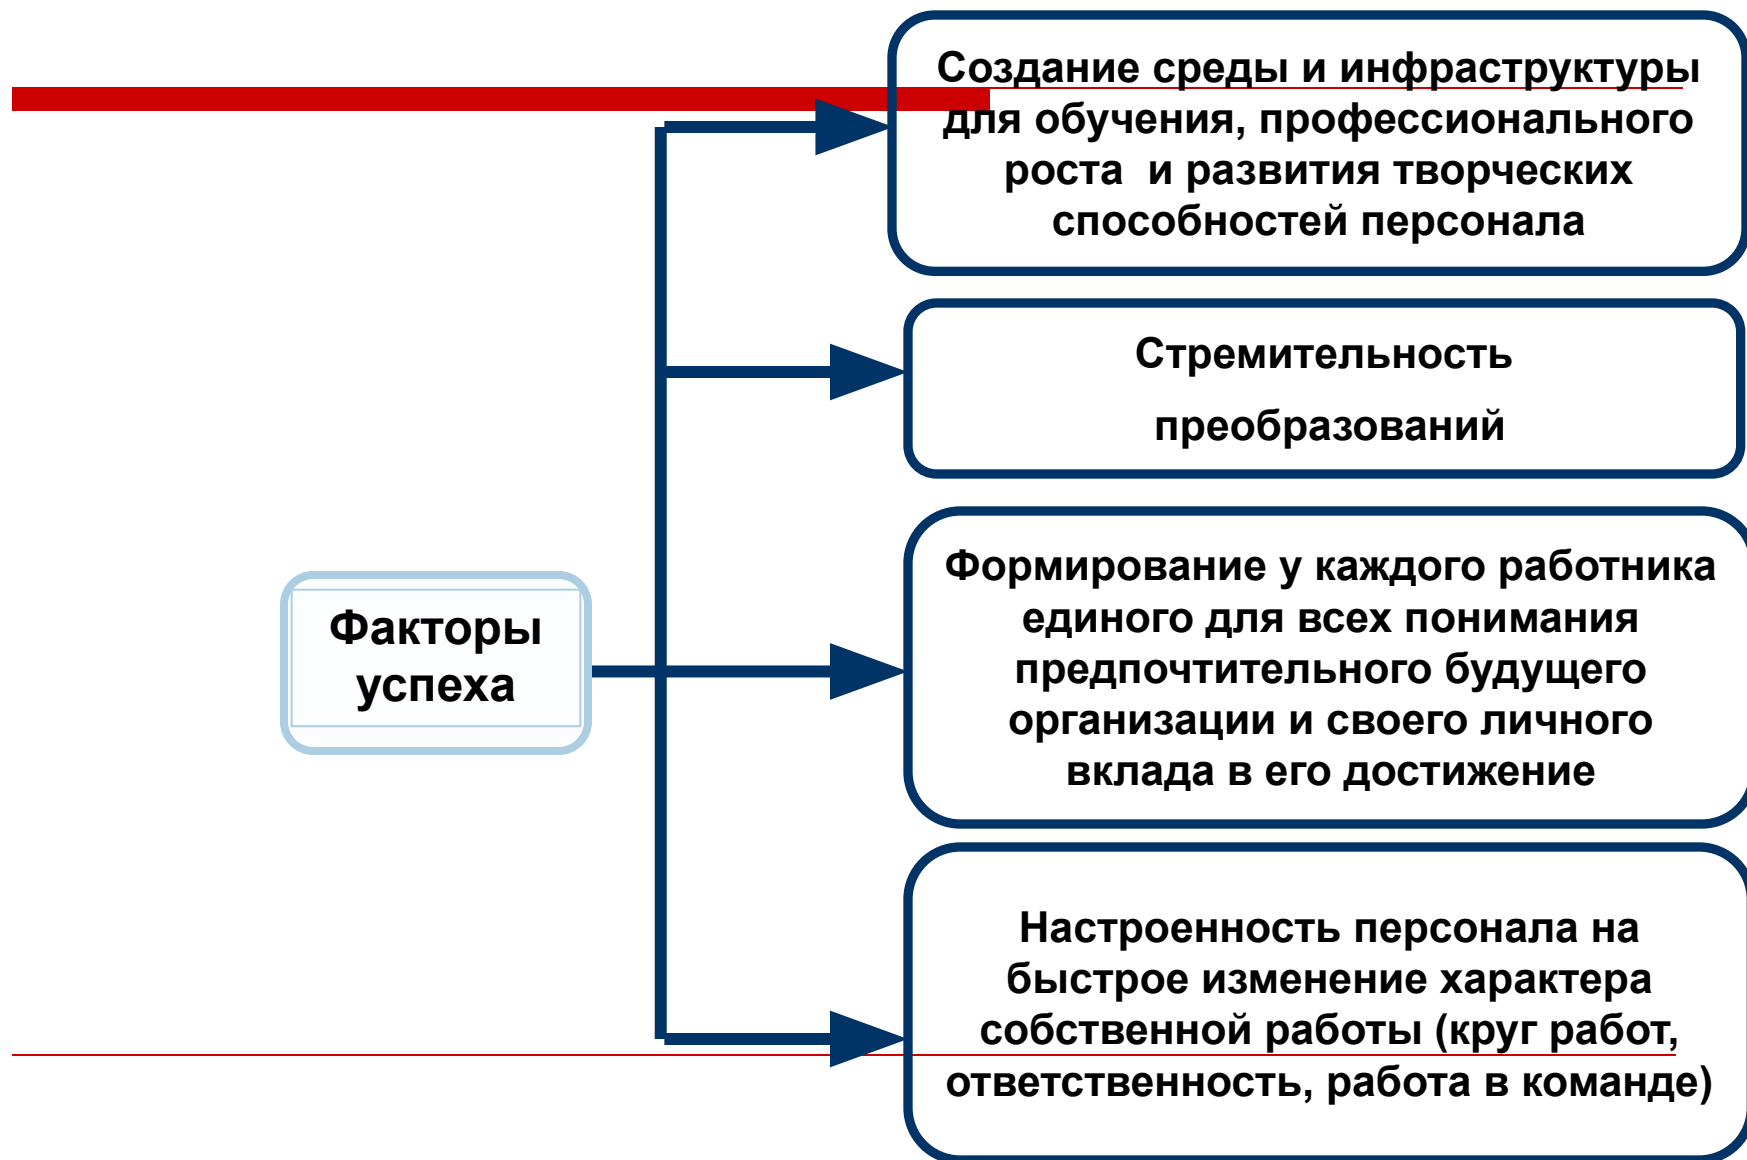 Создание среды и инфраструктуры
для обучения, профессионального
роста и развития творческих
способностей персонала
Стремительность
преобразований
Факторы
успеха
Формирование у каждого работника
единого для всех понимания
предпочтительного будущего
организации и своего личного
вклада в его достижение
Настроенность персонала на
быстрое изменение характера
собственной работы (круг работ,
ответственность, работа в команде)